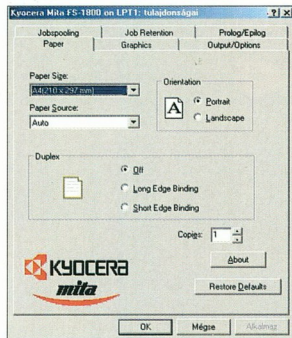 Kyocera Mita FS-1800 on LPT1: tulajdonságai
Jobspooling Job Retention Prolog/Epilog
Paper Graphics Output/Options
Paper Size:
A4(210 x 297 mm)
Paper Source:
Auto
Orientation
A
Portrait
Landscape
Duplex
Off
Long Edge Binding
Short Edge Binding
Copies: 1
KYOCERA
mita
About
Restore Defaults
OK Mégse Alkalmaz